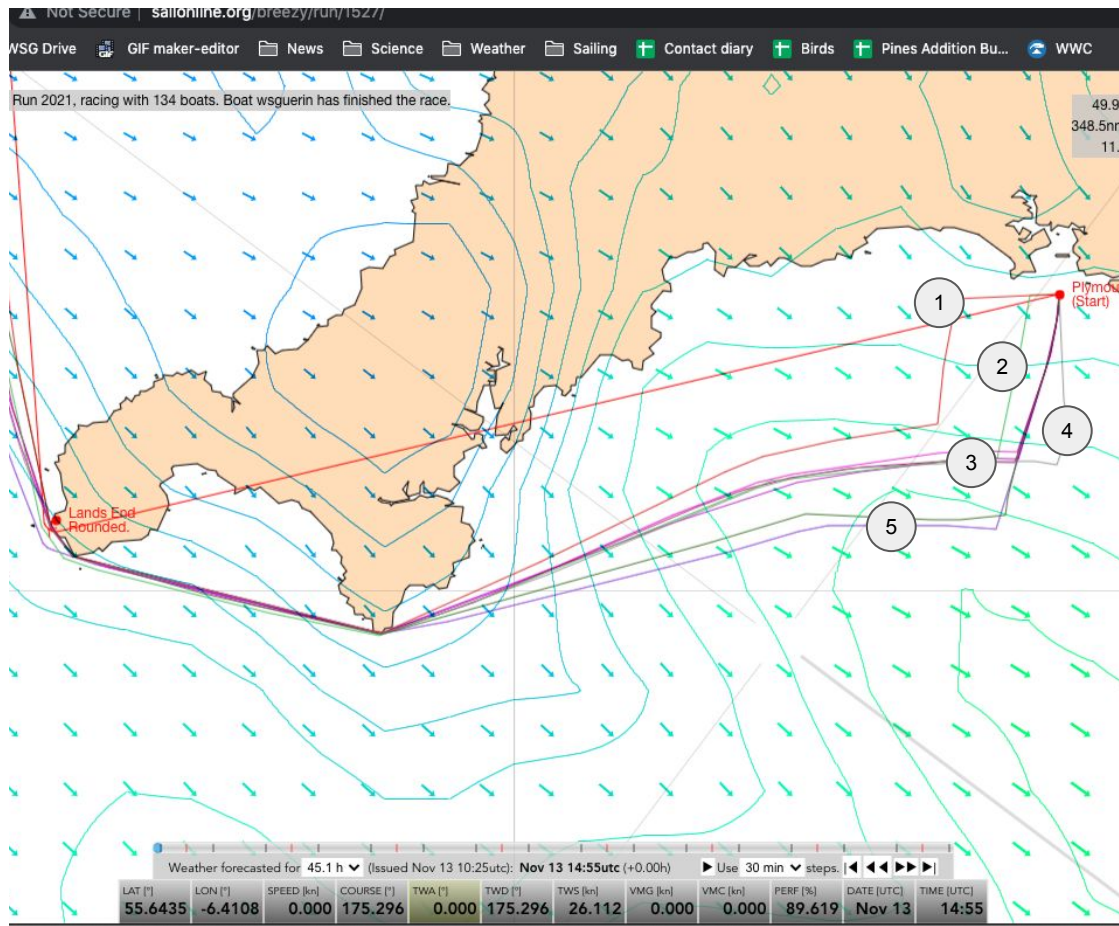 Not Secure | sailonline.org/breezy/run/1527/
WSG Drive GIF maker-editor News Science Weather Sailing Contact diary Birds Pines Addition Bu... WWC
Run 2021, racing with 134 boats. Boat wsguerin has finished the race.
49.9
348.5nm
11.
1
Plymou
(Start)
2
4
3
Lands End
Rounded.
5
Weather forecasted for 45.1 h (Issued Nov 13 10:25utc): Nov 13 14:55utc (+0.00h) Use 30 min steps.
LAT [°] LON [°] SPEED [kn] COURSE [°] TWA [°] TWD [°] TWS [kn] VMG [kn] VMC [kn] PERF [%] DATE [UTC] TIME [UTC]
55.6435 -6.4108 0.000 175.296 0.000 175.296 26.112 0.000 0.000 89.619 Nov 13 14:55